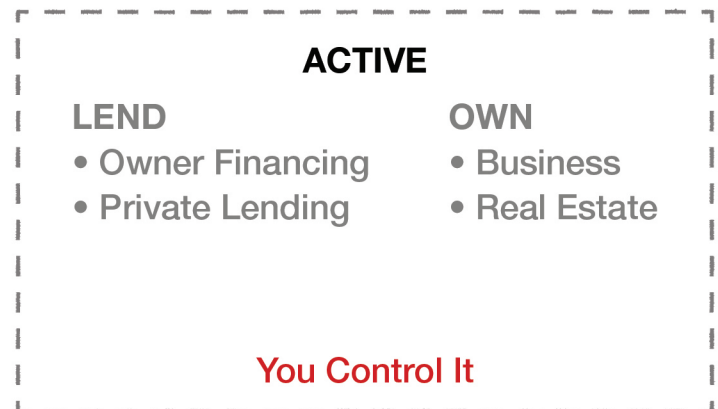 ACTIVE
LEND
• Owner Financing
• Private Lending
OWN
• Business
• Real Estate
You Control It